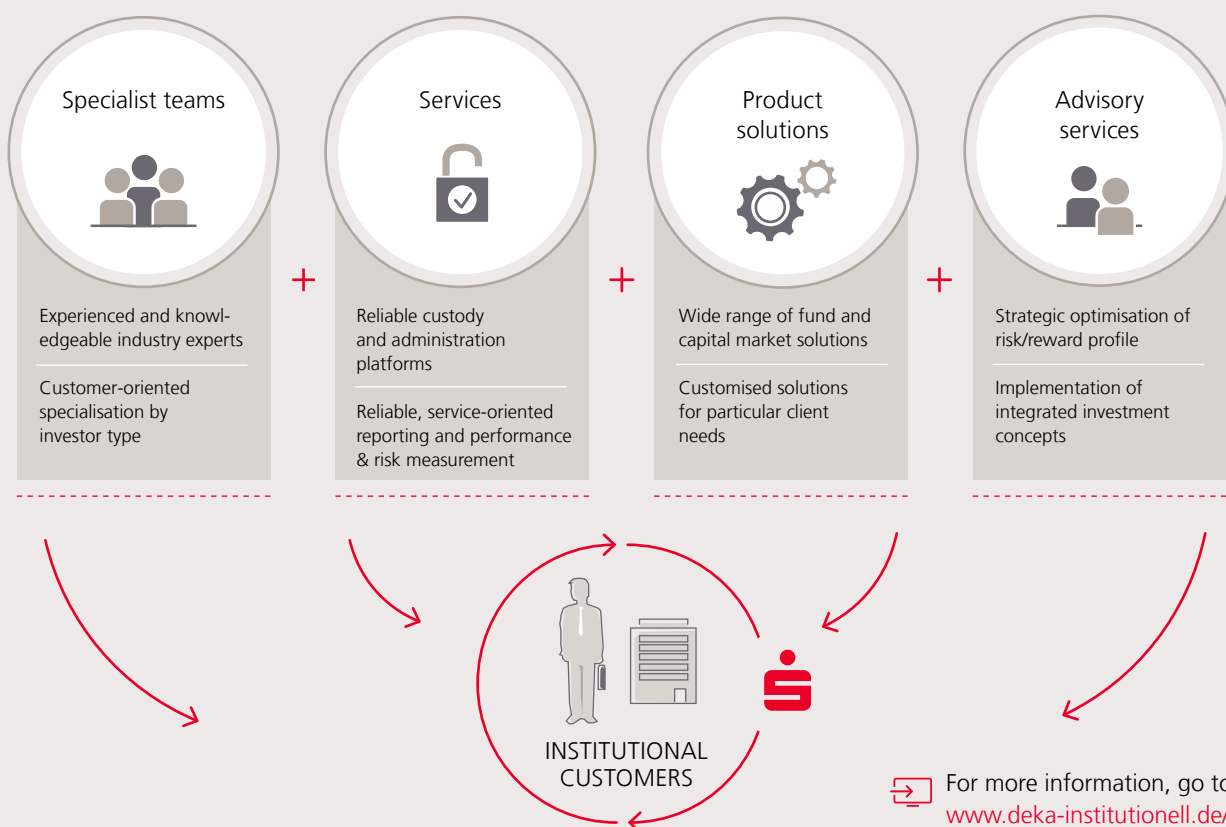 Specialist teams
Experienced and knowl-
edgeable industry experts
Customer-oriented
specialisation by
investor type
+
Services
Reliable custody
and administration
platforms
Reliable, service-oriented
reporting and performance
& risk measurement
+
Product
solutions
Wide range of fund and
capital market solutions
Customised solutions
for particular client
needs
+
Advisory
services
Strategic optimisation of
risk/reward profile
Implementation of
integrated investment
concepts
INSTITUTIONAL
CUSTOMERS
For more information, go to
www.deka-institutionell.de/